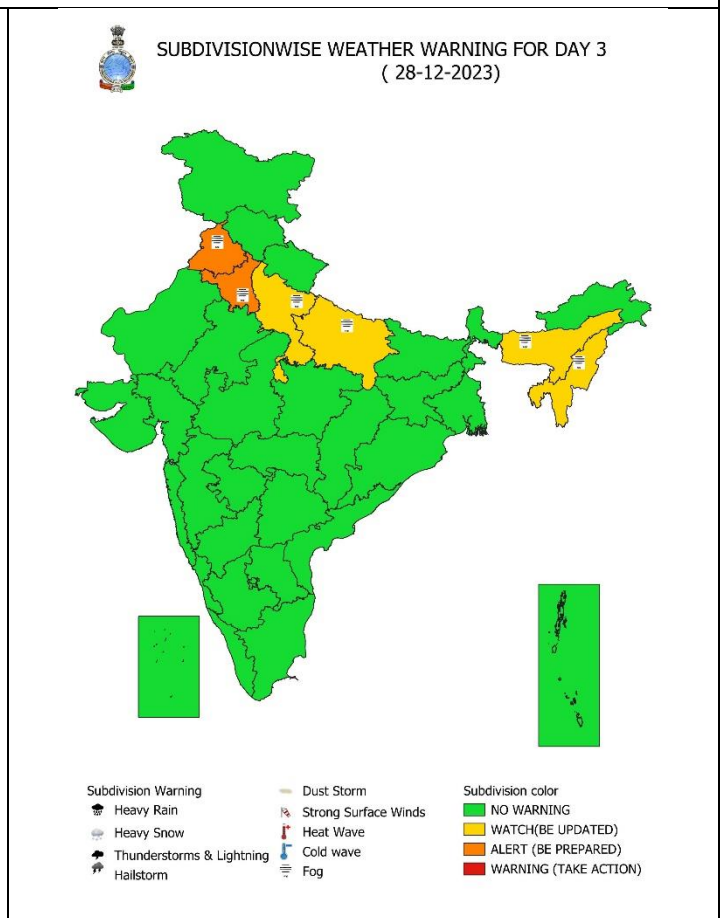 SUBDIVISIONWISE WEATHER WARNING FOR DAY 3
( 28-12-2023)
Subdivision Warning
Heavy Rain
Heavy Snow
Thunderstorms & Lightning
Hailstorm
Dust Storm
Strong Surface Winds
Heat Wave
Cold wave
Fog
Subdivision color
NO WARNING
WATCH(BE UPDATED)
ALERT (BE PREPARED)
WARNING (TAKE ACTION)